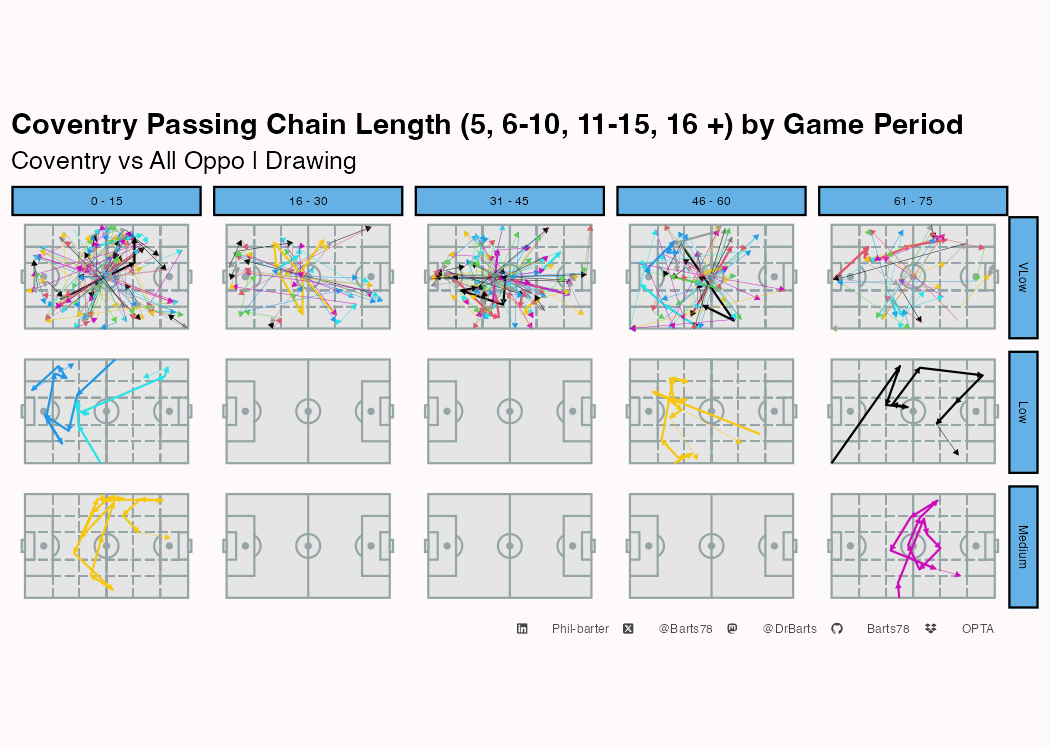 Coventry Passing Chain Length (5, 6-10, 11-15, 16 +) by Game Period
Coventry vs All Oppo | Drawing
0 - 15
16 - 30
31 - 45
46 - 60
61 - 75
VLow
Low
Medium
Phil-barter @Barts78 @DrBarts Barts78 OPTA